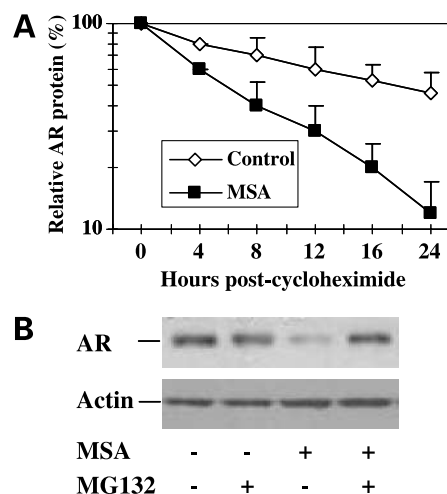 A
Relative AR protein (%)
100
10
Control
MSA
0 4 8 12 16 24
Hours post-cycloheximide
B
AR
Actin
MSA - - + +
MG132 - + - +